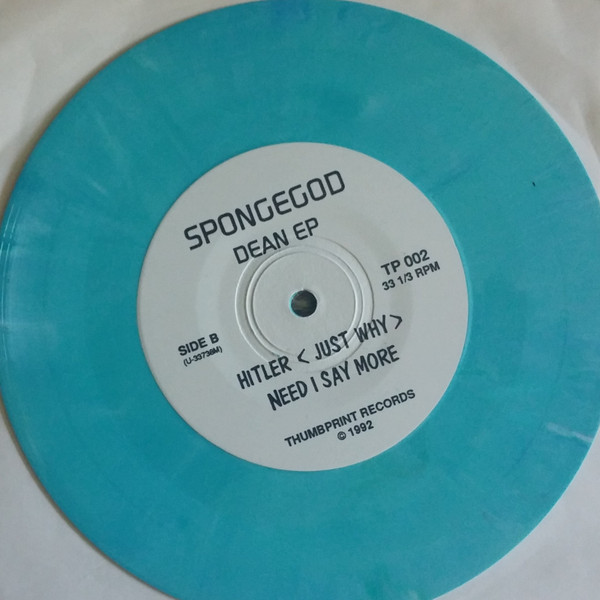 SPONGEGOD
DEAN EP
TP 002
33 1/3 RPM
SIDE B
(U-33738M)
HITLER < JUST WHY >
NEED I SAY MORE
THUMBPRINT RECORDS
© 1992